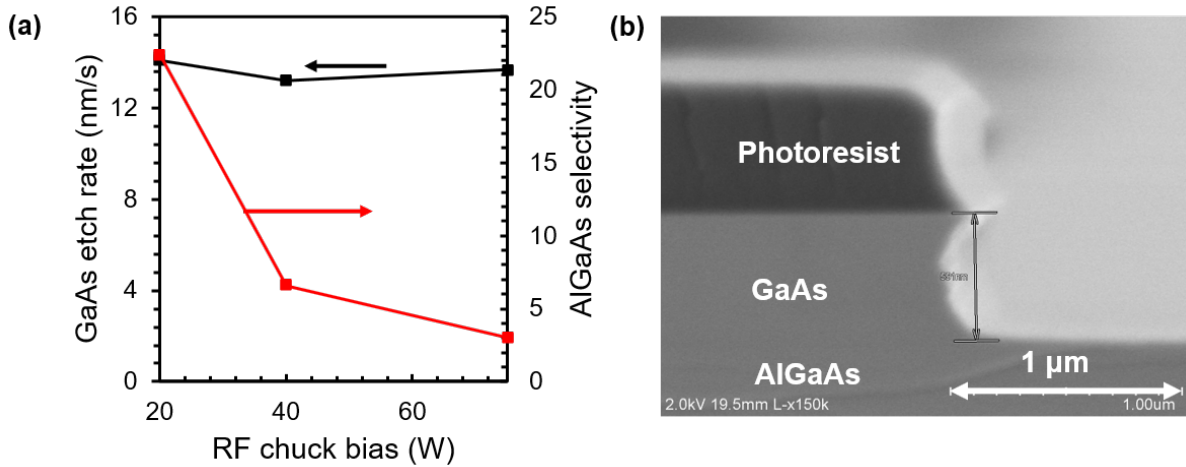 (a)
16
12
8
4
0
GaAs etch rate (nm/s)
25
20
15
10
5
0
AlGaAs selectivity
20
40
60
RF chuck bias (W)
(b)
Photoresist
GaAs
AlGaAs
1 µm
2.0kV 19.5mm L-x150k
1.00um